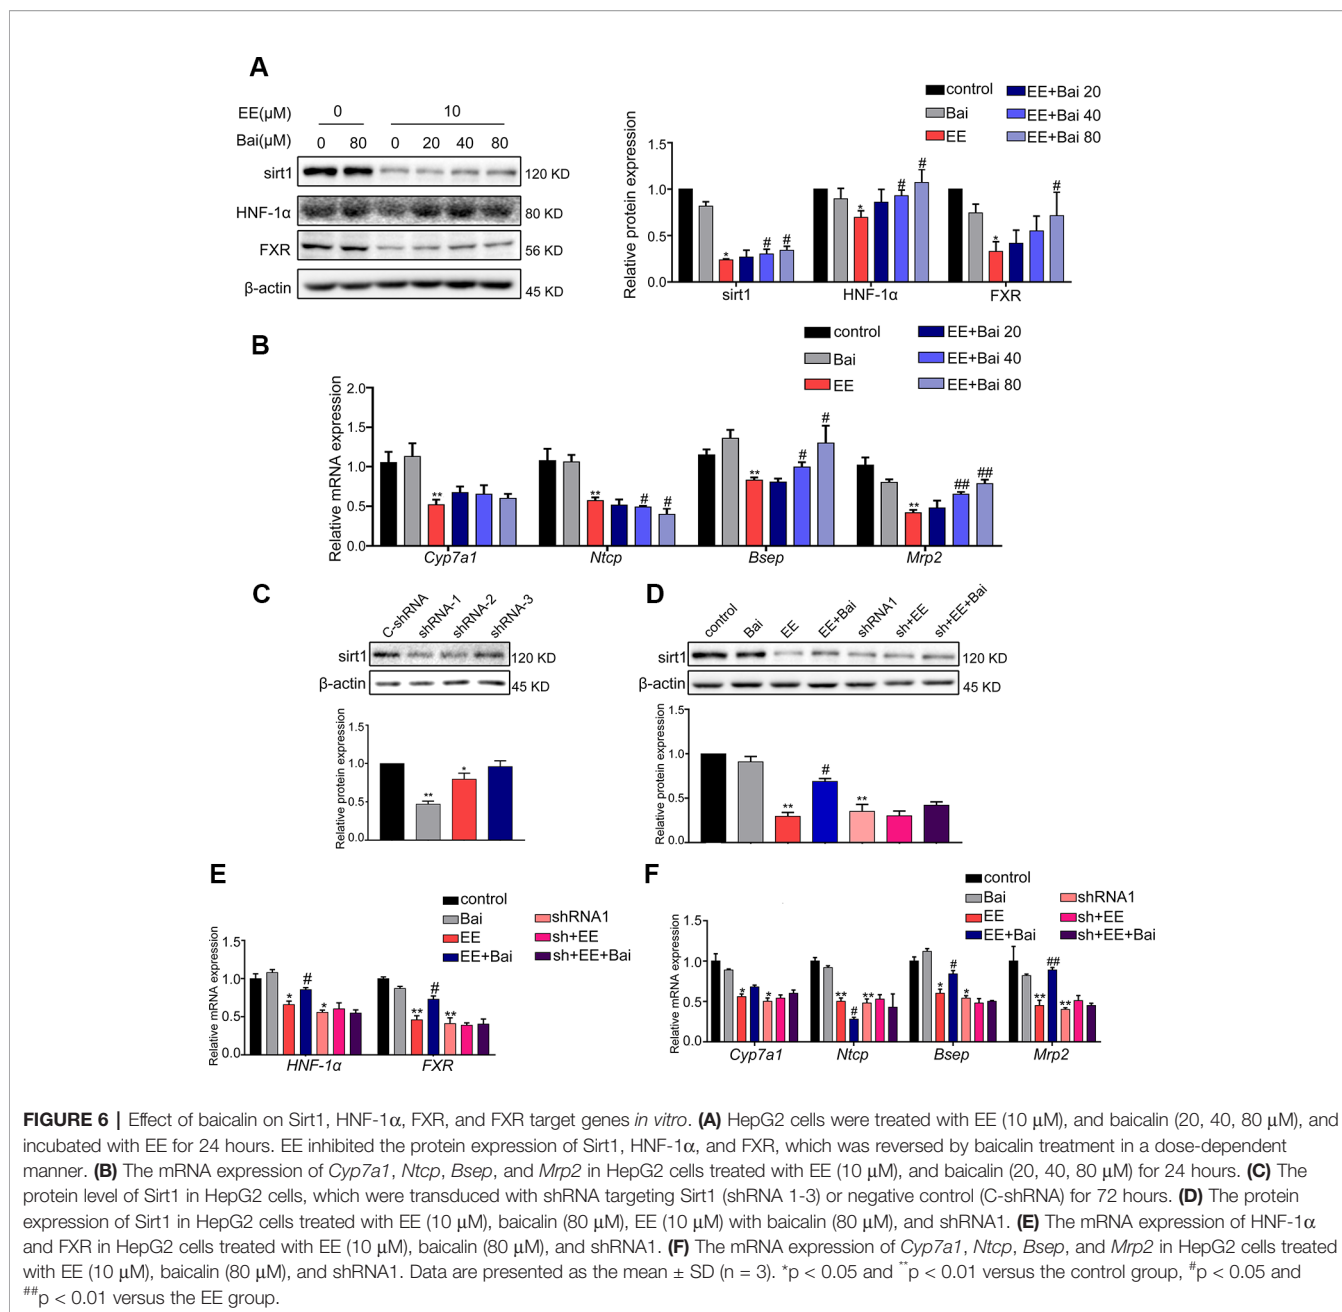 A
EE(µM) 0 10
Bai(µM) 0 80 0 20 40 80
sirt1 120 KD
HNF-1α 80 KD
FXR 56 KD
β-actin 45 KD
control EE+Bai 20
Bai EE+Bai 40
EE EE+Bai 80
Relative protein expression
1.5
1.0
0.5
0.0
* # #
* # #
* #
sirt1 HNF-1α FXR
B
control EE+Bai 20
Bai EE+Bai 40
EE EE+Bai 80
Relative mRNA expression
2.0
1.5
1.0
0.5
0.0
**
** # #
** # #
** ## ##
Cyp7a1 Ntcp Bsep Mrp2
C
C-shRNA shRNA-1 shRNA-2 shRNA-3
sirt1 120 KD
β-actin 45 KD
Relative protein expression
1.5
1.0
0.5
0.0
** *
D
control Bai EE EE+Bai shRNA1 sh+EE sh+EE+Bai
sirt1 120 KD
β-actin 45 KD
Relative protein expression
1.5
1.0
0.5
0.0
** # **
E
control
Bai shRNA1
EE sh+EE
EE+Bai sh+EE+Bai
Relative mRNA expression
1.5
1.0
0.5
0.0
* # *
** # **
HNF-1α FXR
F
control
Bai shRNA1
EE sh+EE
EE+Bai sh+EE+Bai
Relative mRNA expression
1.5
1.0
0.5
0.0
* *
** # **
* # *
** ## **
Cyp7a1 Ntcp Bsep Mrp2
FIGURE 6 | Effect of baicalin on Sirt1, HNF-1α, FXR, and FXR target genes in vitro. (A) HepG2 cells were treated with EE (10 µM), and baicalin (20, 40, 80 µM), and
incubated with EE for 24 hours. EE inhibited the protein expression of Sirt1, HNF-1α, and FXR, which was reversed by baicalin treatment in a dose-dependent
manner. (B) The mRNA expression of Cyp7a1, Ntcp, Bsep, and Mrp2 in HepG2 cells treated with EE (10 µM), and baicalin (20, 40, 80 µM) for 24 hours. (C) The
protein level of Sirt1 in HepG2 cells, which were transduced with shRNA targeting Sirt1 (shRNA 1-3) or negative control (C-shRNA) for 72 hours. (D) The protein
expression of Sirt1 in HepG2 cells treated with EE (10 µM), baicalin (80 µM), EE (10 µM) with baicalin (80 µM), and shRNA1. (E) The mRNA expression of HNF-1α
and FXR in HepG2 cells treated with EE (10 µM), baicalin (80 µM), and shRNA1. (F) The mRNA expression of Cyp7a1, Ntcp, Bsep, and Mrp2 in HepG2 cells treated
with EE (10 µM), baicalin (80 µM), and shRNA1. Data are presented as the mean ± SD (n = 3). *p < 0.05 and **p < 0.01 versus the control group, #p < 0.05 and
##p < 0.01 versus the EE group.